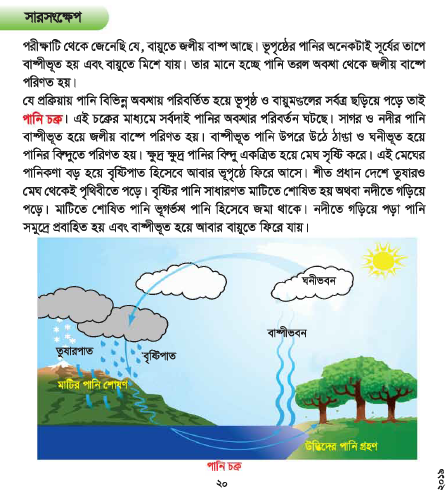 সারসংক্ষেপ
পরীক্ষাটি থেকে জেনেছি যে, বায়ুতে জলীয় বাষ্প আছে। ভূপৃষ্ঠের পানির অনেকটাই সূর্যের তাপে
বাষ্পীভূত হয় এবং বায়ুতে মিশে যায়। তার মানে হচ্ছে পানি তরল অবস্থা থেকে জলীয় বাষ্পে
পরিণত হয়।
যে প্রক্রিয়ায় পানি বিভিন্ন অবস্থায় পরিবর্তিত হয়ে ভূপৃষ্ঠ ও বায়ুমণ্ডলের সর্বত্র ছড়িয়ে পড়ে তাই
পানি চক্র। এই চক্রের মাধ্যমে সর্বদাই পানির অবস্থার পরিবর্তন ঘটছে। সাগর ও নদীর পানি
বাষ্পীভূত হয়ে জলীয় বাষ্পে পরিণত হয়। বাষ্পীভূত পানি উপরে উঠে ঠাণ্ডা ও ঘনীভূত হয়ে
পানির বিন্দুতে পরিণত হয়। ক্ষুদ্র ক্ষুদ্র পানির বিন্দু একত্রিত হয়ে মেঘ সৃষ্টি করে। এই মেঘের
পানিকণা বড় হয়ে বৃষ্টিপাত হিসেবে আবার ভূপৃষ্ঠে ফিরে আসে। শীত প্রধান দেশে তুষারও
মেঘ থেকেই পৃথিবীতে পড়ে। বৃষ্টির পানি সাধারণত মাটিতে শোষিত হয় অথবা নদীতে গড়িয়ে
পড়ে। মাটিতে শোষিত পানি ভূগর্ভস্থ পানি হিসেবে জমা থাকে। নদীতে গড়িয়ে পড়া পানি
সমুদ্রে প্রবাহিত হয় এবং বাষ্পীভূত হয়ে আবার বায়ুতে ফিরে যায়।
ঘনীভবন
বাষ্পীভবন
তুষারপাত
বৃষ্টিপাত
মাটির পানি শোষণ
উদ্ভিদের পানি গ্রহণ
পানি চক্র
২০
২০১৯